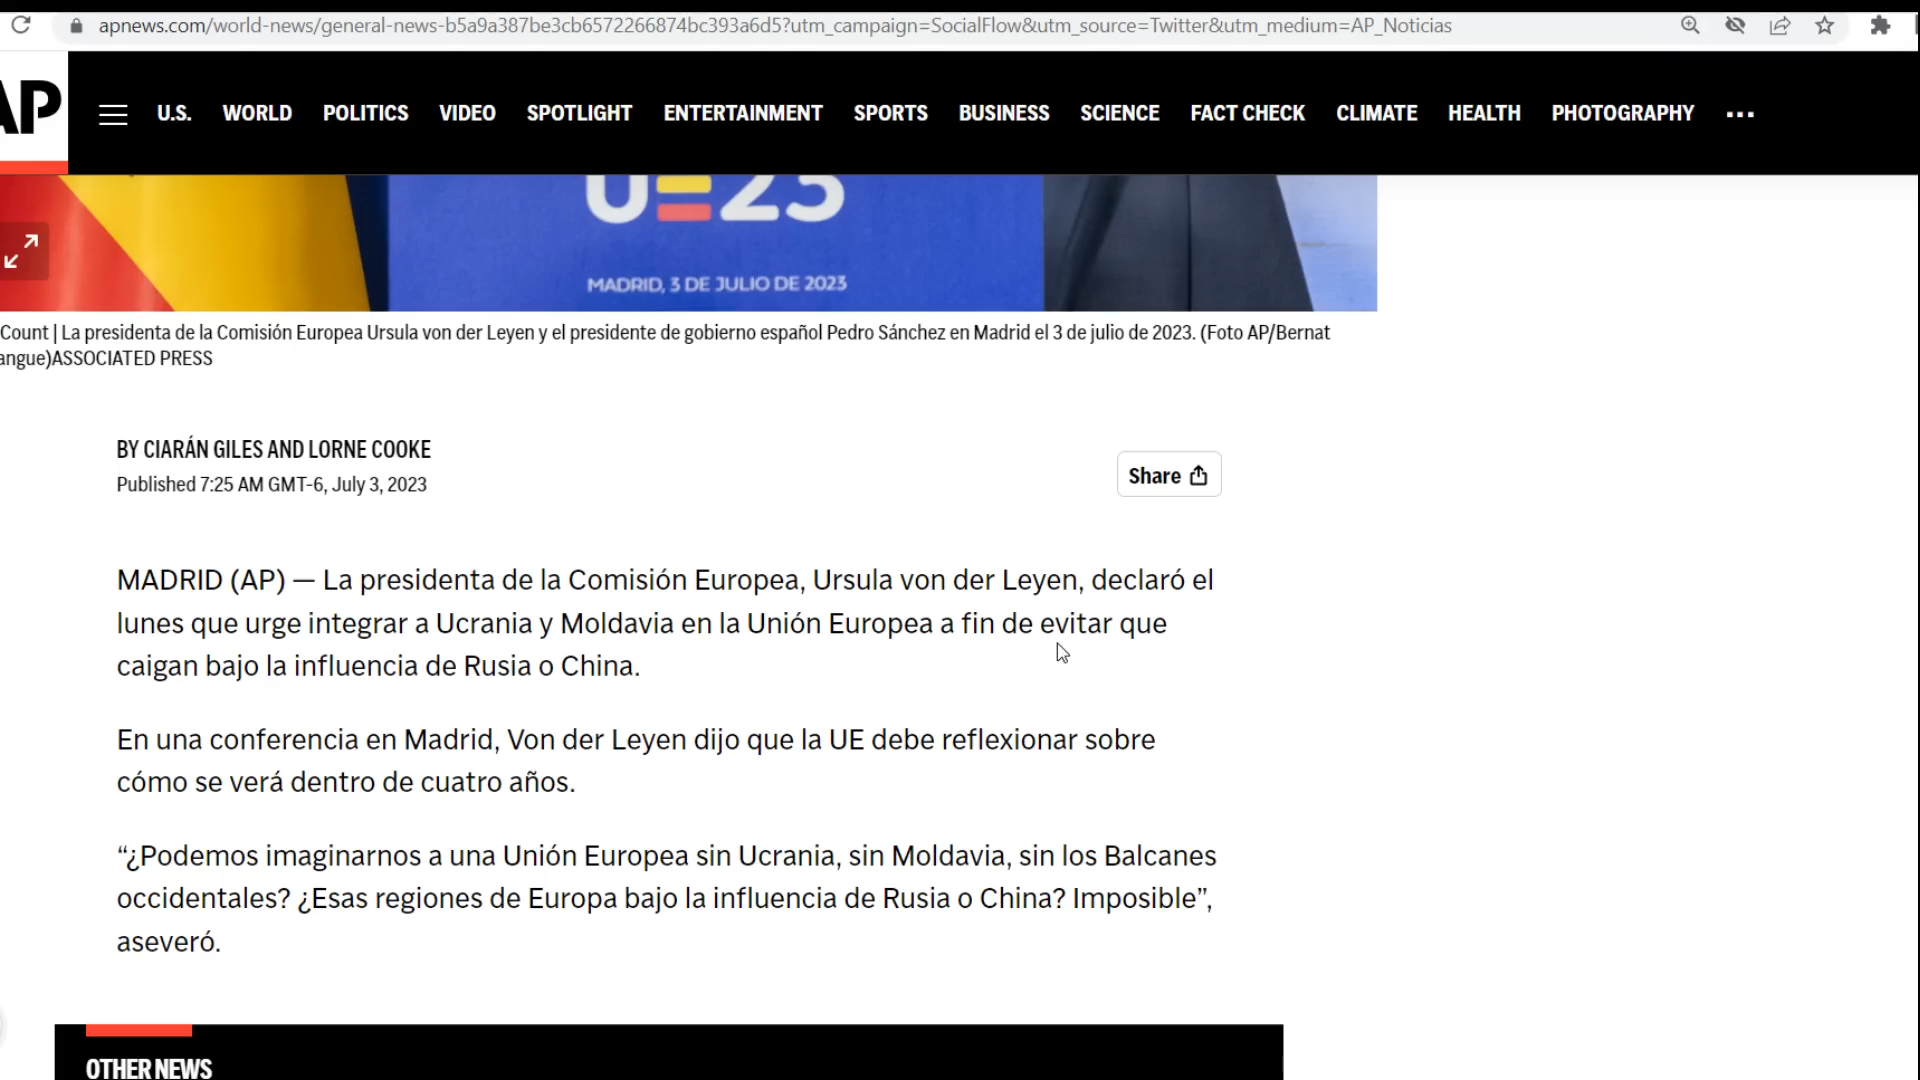 apnews.com/world-news/general-news-b5a9a387be3cb6572266874bc393a6d5?utm_campaign=SocialFlow&utm_source=Twitter&utm_medium=AP_Noticias
AP
U.S. WORLD POLITICS VIDEO SPOTLIGHT ENTERTAINMENT SPORTS BUSINESS SCIENCE FACT CHECK CLIMATE HEALTH PHOTOGRAPHY ...
UE23
MADRID, 3 DE JULIO DE 2023
Count | La presidenta de la Comisión Europea Ursula von der Leyen y el presidente de gobierno español Pedro Sánchez en Madrid el 3 de julio de 2023. (Foto AP/Bernat
angue)ASSOCIATED PRESS
BY CIARÁN GILES AND LORNE COOKE
Published 7:25 AM GMT-6, July 3, 2023
Share
MADRID (AP) — La presidenta de la Comisión Europea, Ursula von der Leyen, declaró el
lunes que urge integrar a Ucrania y Moldavia en la Unión Europea a fin de evitar que
caigan bajo la influencia de Rusia o China.
En una conferencia en Madrid, Von der Leyen dijo que la UE debe reflexionar sobre
cómo se verá dentro de cuatro años.
“¿Podemos imaginarnos a una Unión Europea sin Ucrania, sin Moldavia, sin los Balcanes
occidentales? ¿Esas regiones de Europa bajo la influencia de Rusia o China? Imposible”,
aseveró.
OTHER NEWS